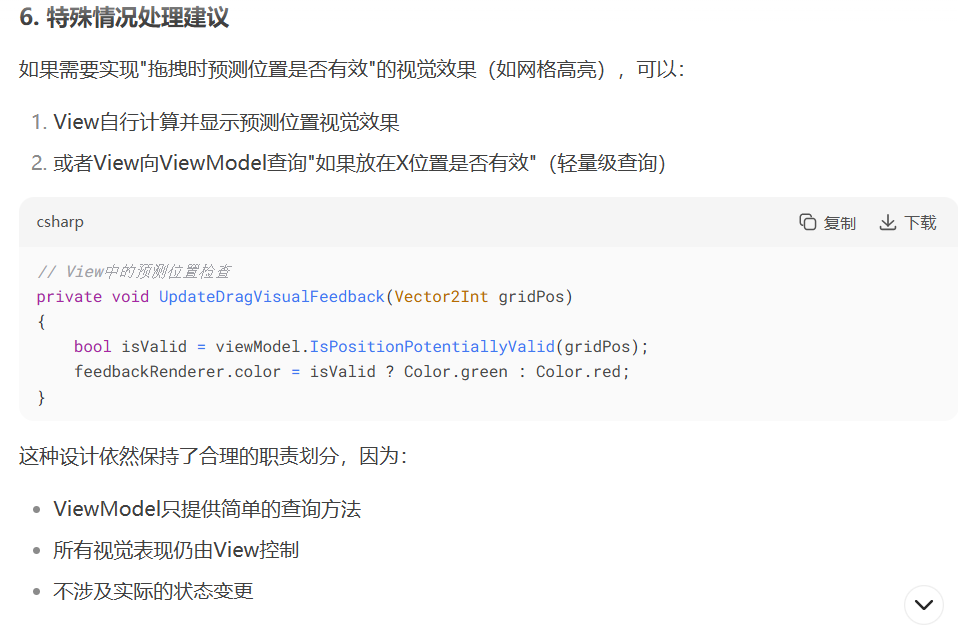 6. 特殊情况处理建议
如果需要实现"拖拽时预测位置是否有效"的视觉效果（如网格高亮），可以：
1. View自行计算并显示预测位置视觉效果
2. 或者View向ViewModel查询"如果放在X位置是否有效"（轻量级查询）
csharp 复制 下载
// View中的预测位置检查
private void UpdateDragVisualFeedback(Vector2Int gridPos)
{
    bool isValid = viewModel.IsPositionPotentiallyValid(gridPos);
    feedbackRenderer.color = isValid ? Color.green : Color.red;
}
这种设计依然保持了合理的职责划分，因为：
• ViewModel只提供简单的查询方法
• 所有视觉表现仍由View控制
• 不涉及实际的状态变更